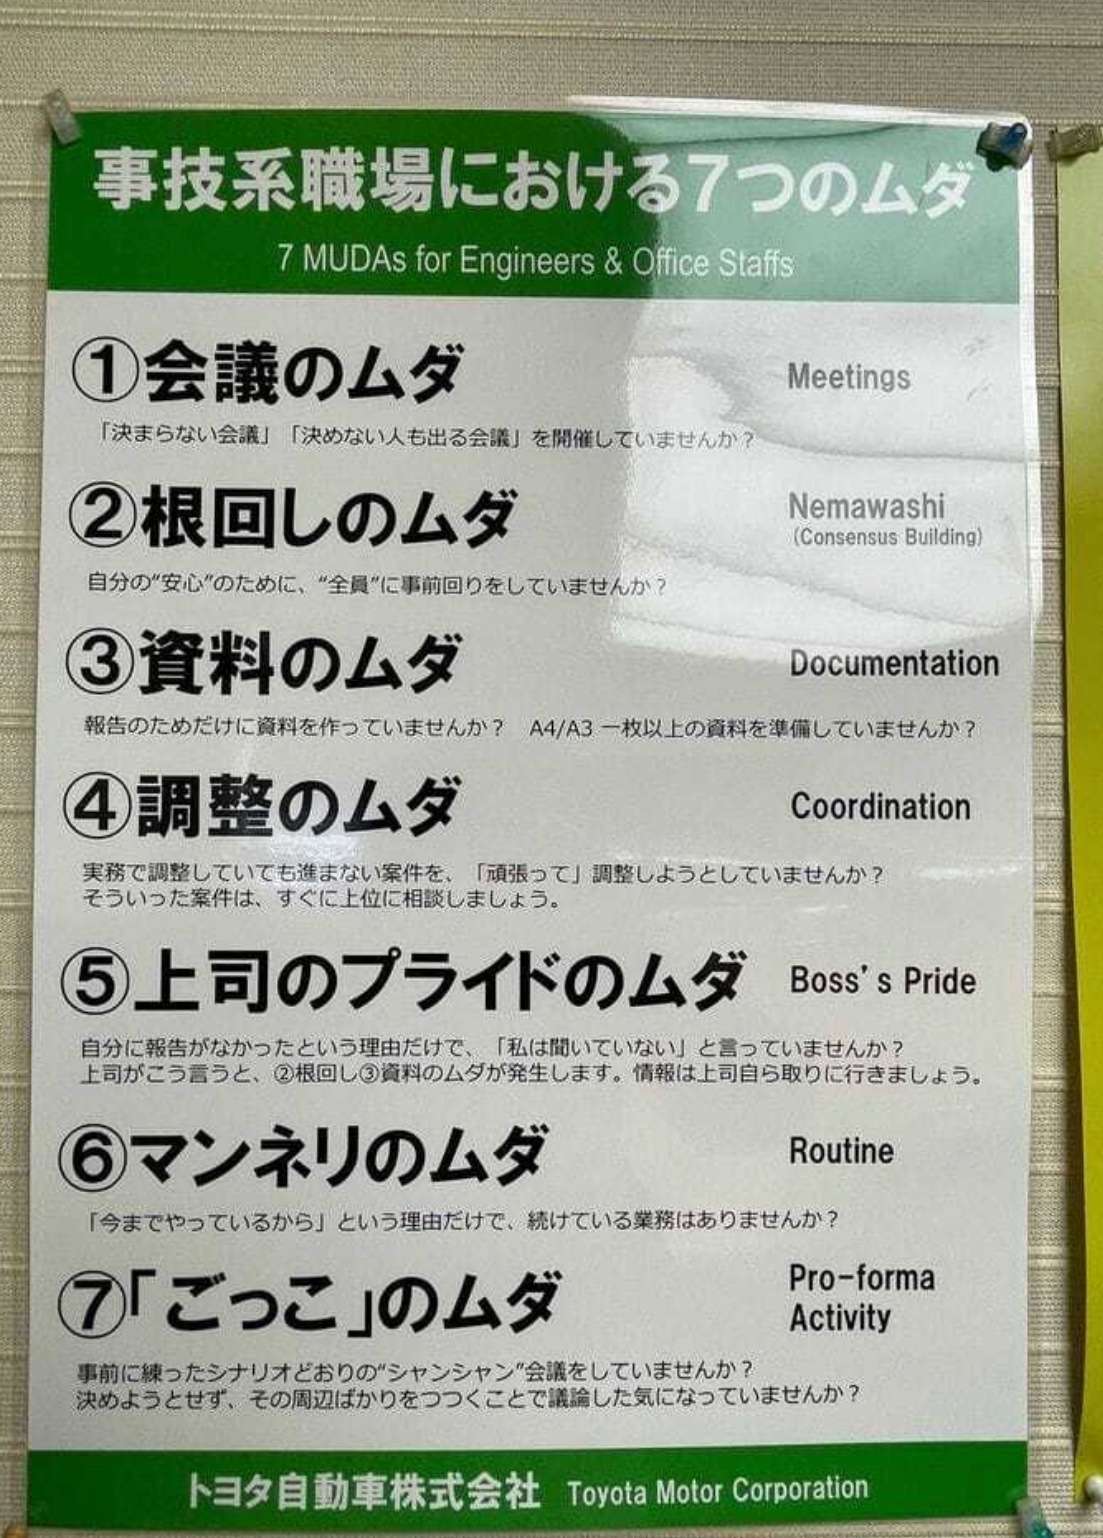 事技系職場における7つのムダ
7 MUDAs for Engineers & Office Staffs
①会議のムダ Meetings
「決まらない会議」「決めない人も出る会議」を開催していませんか？
②根回しのムダ Nemawashi
(Consensus Building)
自分の“安心”のために、“全員”に事前回りをしていませんか？
③資料のムダ Documentation
報告のためだけに資料を作っていませんか？ A4/A3 一枚以上の資料を準備していませんか？
④調整のムダ Coordination
実務で調整していても進まない案件を、「頑張って」調整しようとしていませんか？
そういった案件は、すぐに上位に相談しましょう。
⑤上司のプライドのムダ Boss’s Pride
自分に報告がなかったという理由だけで、「私は聞いていない」と言っていませんか？
上司がこう言うと、②根回し③資料のムダが発生します。情報は上司自ら取りに行きましょう。
⑥マンネリのムダ Routine
「今までやっているから」という理由だけで、続けている業務はありませんか？
⑦「ごっこ」のムダ Pro-forma
Activity
事前に練ったシナリオどおりの“シャンシャン”会議をしていませんか？
決めようとせず、その周辺ばかりをつつくことで議論した気になっていませんか？
トヨタ自動車株式会社 Toyota Motor Corporation